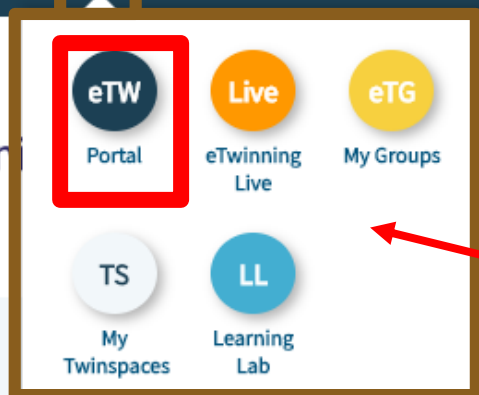 eTW
Live
eTG
Portal
eTwinning
Live
My Groups
TS
LL
My
Twinspaces
Learning
Lab